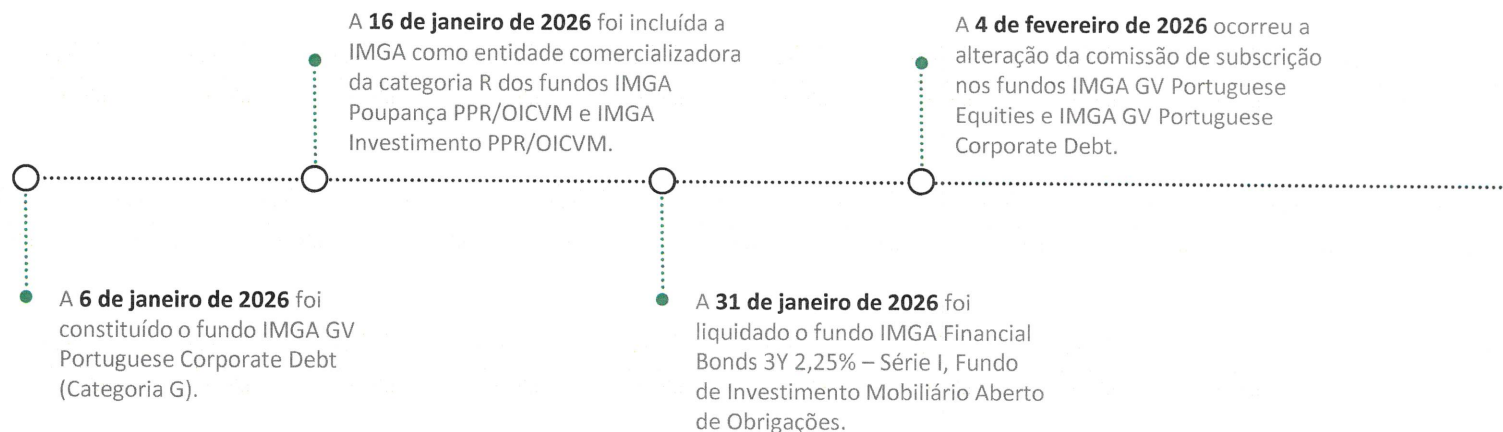 A 16 de janeiro de 2026 foi incluída a
IMGA como entidade comercializadora
da categoria R dos fundos IMGA
Poupança PPR/OICVM e IMGA
Investimento PPR/OICVM.
A 4 de fevereiro de 2026 ocorreu a
alteração da comissão de subscrição
nos fundos IMGA GV Portuguese
Equities e IMGA GV Portuguese
Corporate Debt.
A 6 de janeiro de 2026 foi
constituído o fundo IMGA GV
Portuguese Corporate Debt
(Categoria G).
A 31 de janeiro de 2026 foi
liquidado o fundo IMGA Financial
Bonds 3Y 2,25% – Série I, Fundo
de Investimento Mobiliário Aberto
de Obrigações.